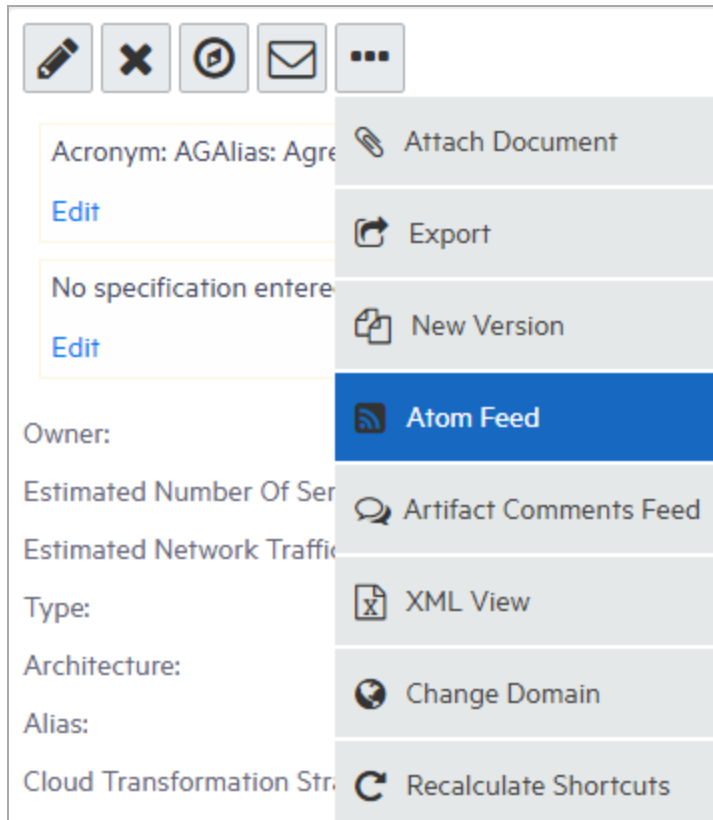 Acronym: AGAlias: Agre
Edit
No specification entere
Edit
Owner:
Estimated Number Of Ser
Estimated Network Traffic
Type:
Architecture:
Alias:
Cloud Transformation Stra
Attach Document
Export
New Version
Atom Feed
Artifact Comments Feed
XML View
Change Domain
Recalculate Shortcuts